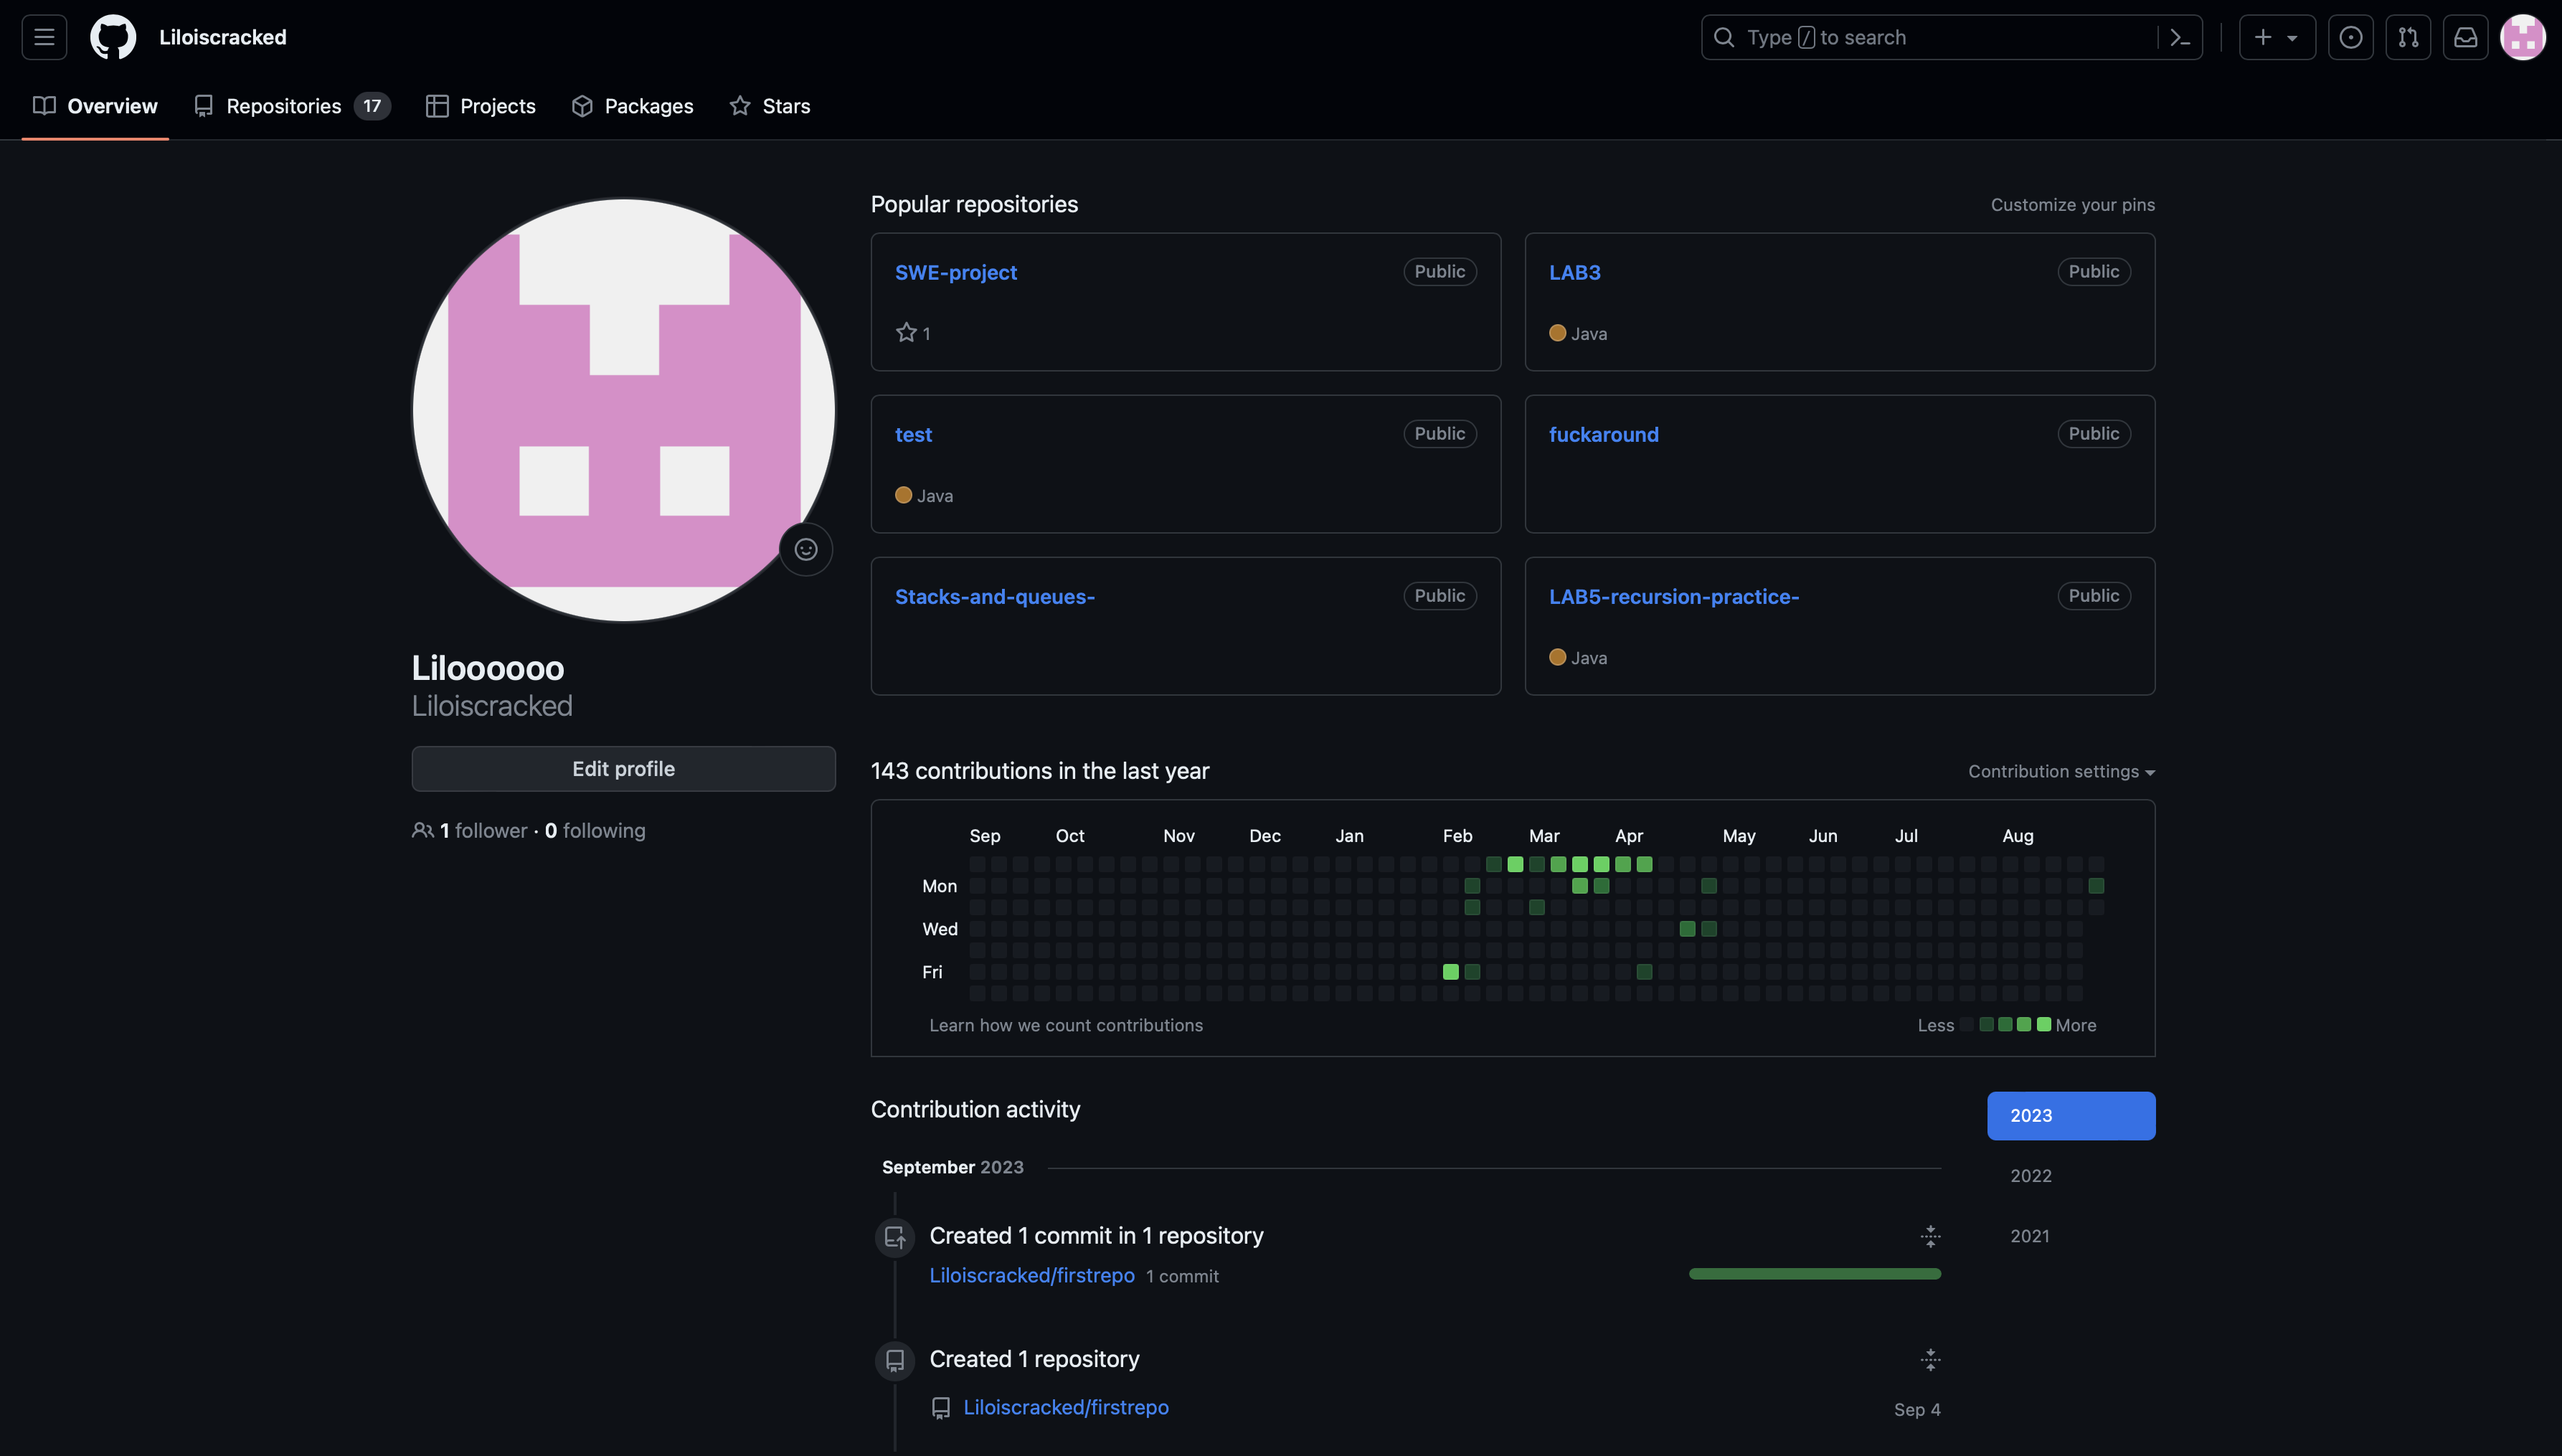 Liloiscracked
Type / to search
Overview Repositories 17 Projects Packages Stars
Popular repositories
Customize your pins
SWE-project Public
1
LAB3 Public
Java
test Public
Java
fuckaround Public
Stacks-and-queues- Public
LAB5-recursion-practice- Public
Java
Liloooooo
Liloiscracked
Edit profile
1 follower · 0 following
143 contributions in the last year
Contribution settings
Sep Oct Nov Dec Jan Feb Mar Apr May Jun Jul Aug
Mon
Wed
Fri
Learn how we count contributions
Less More
Contribution activity
2023
2022
2021
September 2023
Created 1 commit in 1 repository
Liloiscracked/firstrepo 1 commit
Created 1 repository
Liloiscracked/firstrepo
Sep 4